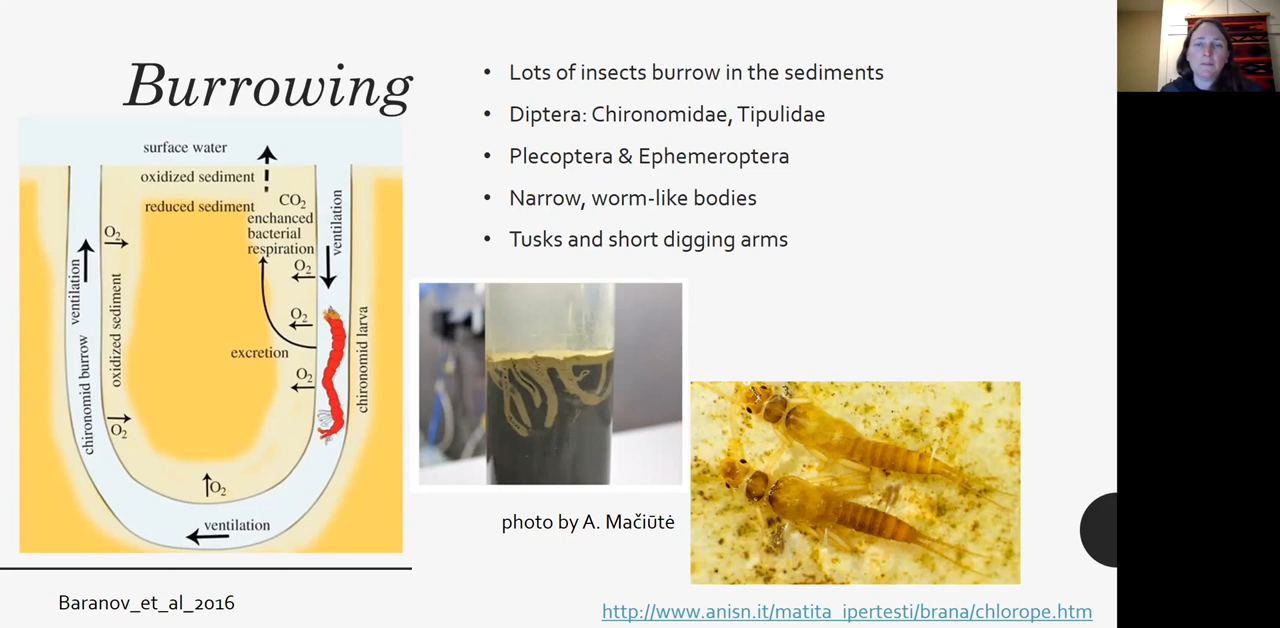 Burrowing
surface water
oxidized sediment
reduced sediment
CO2
enchanced
bacterial
respiration
ventilation
O2
O2
O2
O2
excretion
ventilation
oxidized sediment
chironomid burrow
chironomid larva
O2
O2
ventilation
Baranov_et_al_2016
• Lots of insects burrow in the sediments
• Diptera: Chironomidae, Tipulidae
• Plecoptera & Ephemeroptera
• Narrow, worm-like bodies
• Tusks and short digging arms
photo by A. Mačiūtė
http://www.anisn.it/matita_ipertesti/brana/chlorope.htm